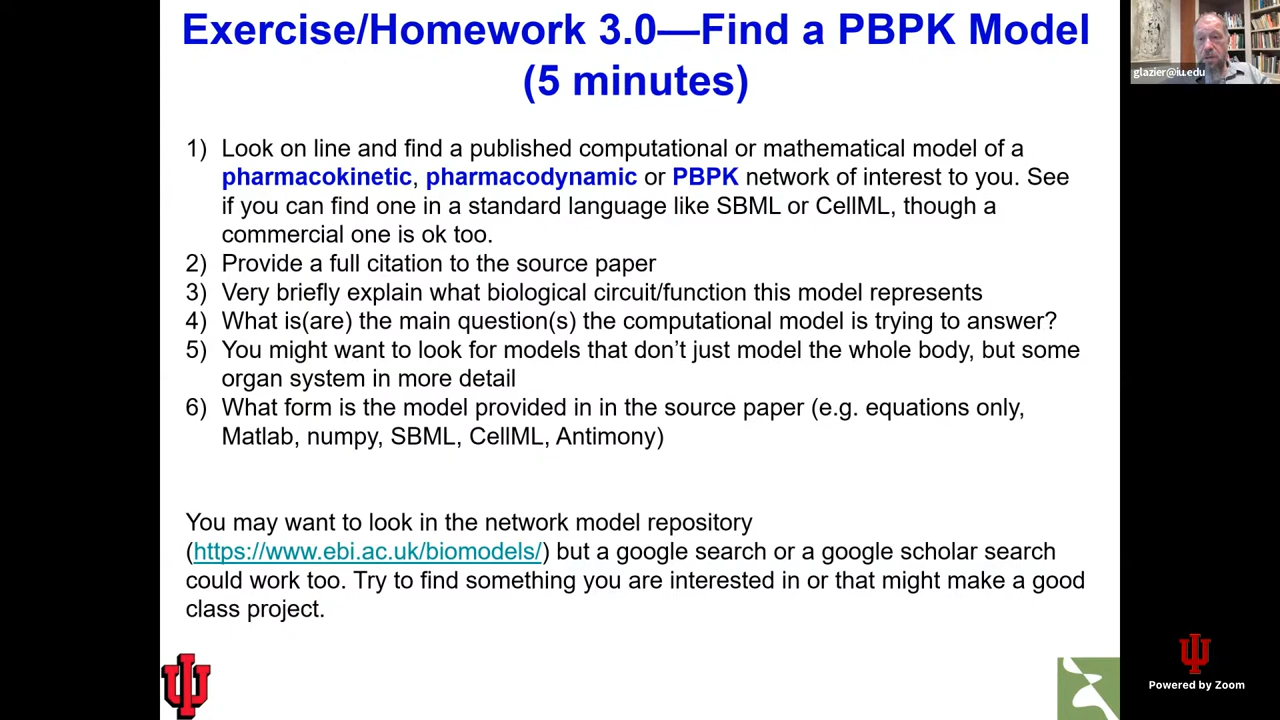 Exercise/Homework 3.0—Find a PBPK Model
(5 minutes)
glazier@iu.edu
1) Look on line and find a published computational or mathematical model of a
pharmacokinetic, pharmacodynamic or PBPK network of interest to you. See
if you can find one in a standard language like SBML or CellML, though a
commercial one is ok too.
2) Provide a full citation to the source paper
3) Very briefly explain what biological circuit/function this model represents
4) What is(are) the main question(s) the computational model is trying to answer?
5) You might want to look for models that don’t just model the whole body, but some
organ system in more detail
6) What form is the model provided in in the source paper (e.g. equations only,
Matlab, numpy, SBML, CellML, Antimony)
You may want to look in the network model repository
(https://www.ebi.ac.uk/biomodels/) but a google search or a google scholar search
could work too. Try to find something you are interested in or that might make a good
class project.
Powered by Zoom